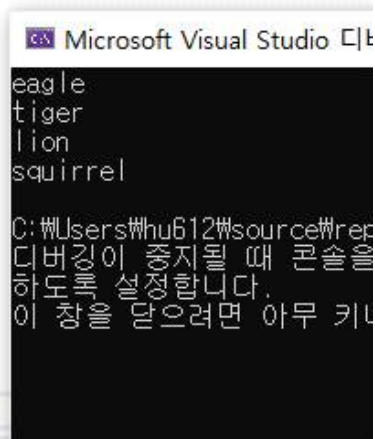 Microsoft Visual Studio 디버
eagle
tiger
lion
squirrel
C:₩Users₩hu612₩source₩rep
디버깅이 중지될 때 콘솔을
하도록 설정합니다.
이 창을 닫으려면 아무 키나